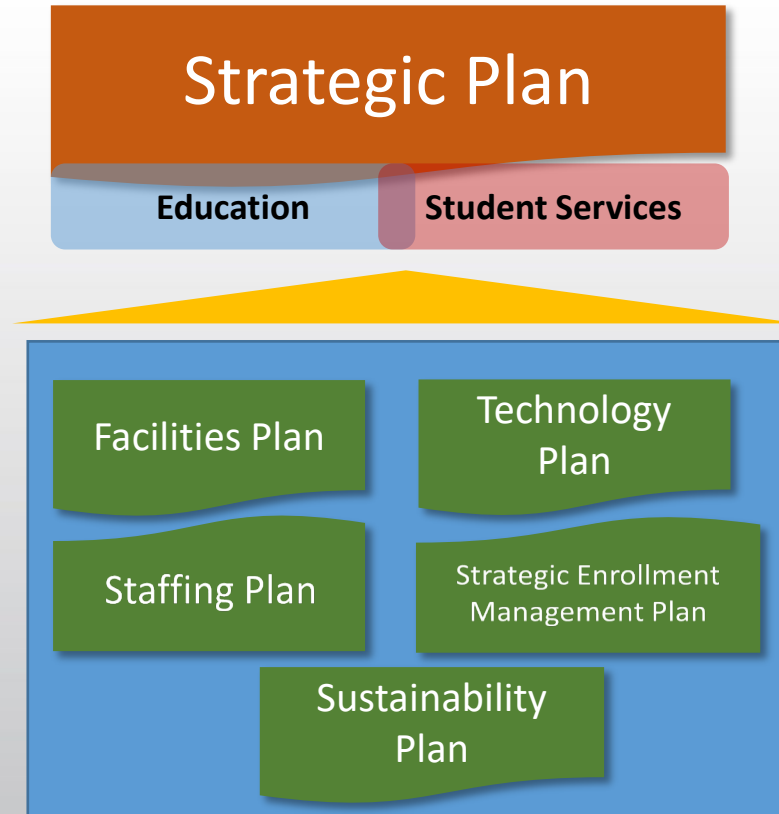 Strategic Plan
Education
Student Services
Facilities Plan
Technology
Plan
Staffing Plan
Strategic Enrollment
Management Plan
Sustainability
Plan